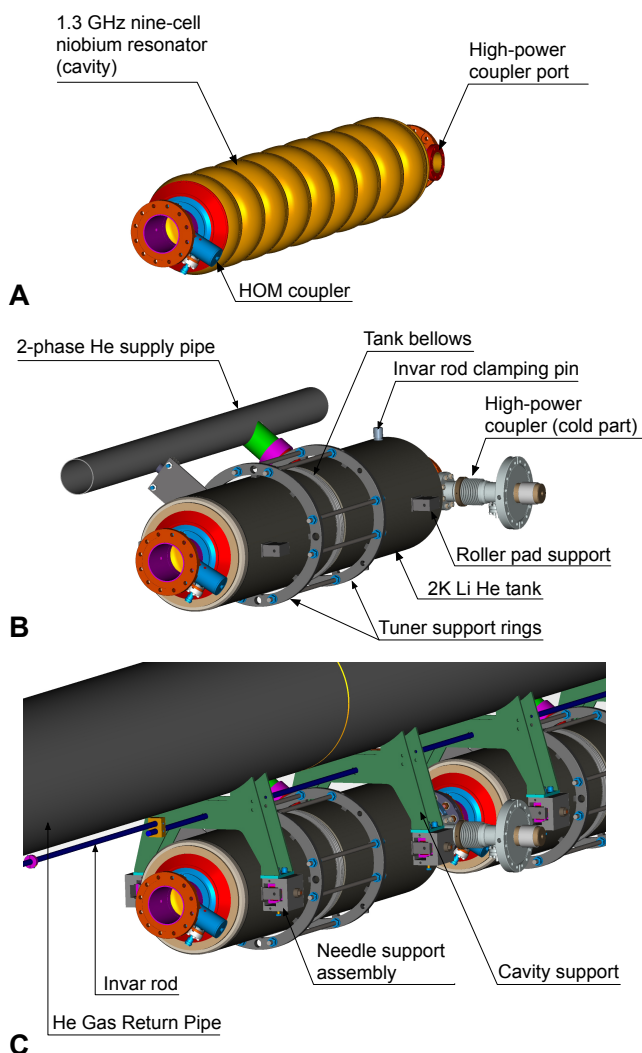 1.3 GHz nine-cell
niobium resonator
(cavity)
High-power
coupler port
HOM coupler
A
Tank bellows
2-phase He supply pipe
Invar rod clamping pin
High-power
coupler (cold part)
Roller pad support
2K Li He tank
Tuner support rings
B
Needle support
assembly
Cavity support
Invar rod
He Gas Return Pipe
C